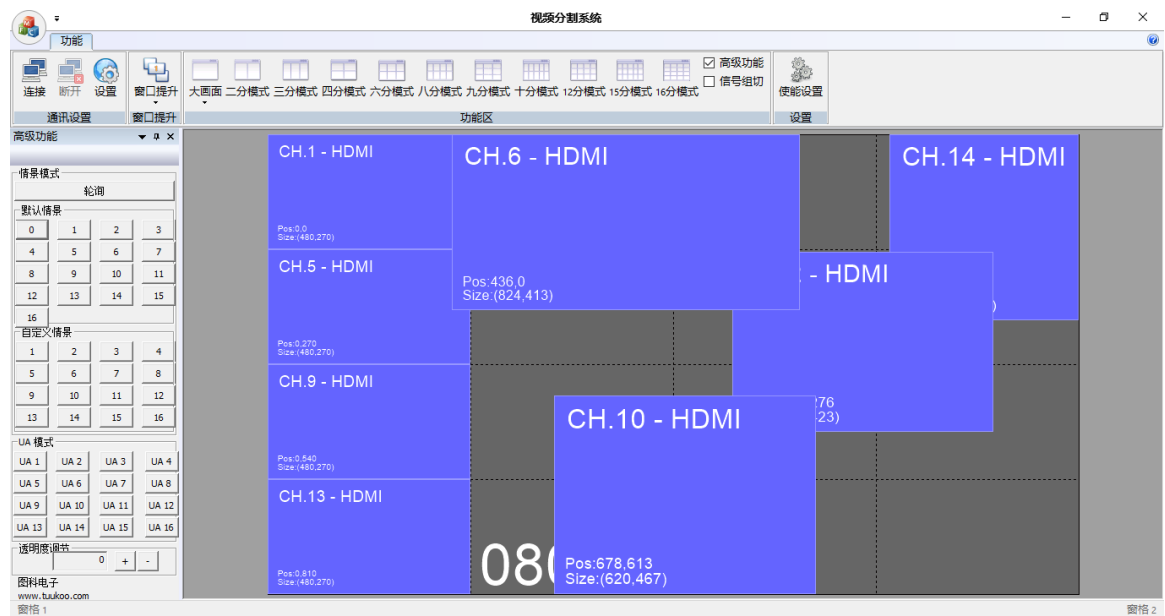 视频分割系统
功能
连接 断开 设置 窗口提升 大画面 二分模式 三分模式 四分模式 六分模式 八分模式 九分模式 十分模式 12分模式 15分模式 16分模式 高级功能 信号组切 使能设置
通讯设置 窗口提升 功能区 设置
高级功能
情景模式
轮询
默认情景
0 1 2 3
4 5 6 7
8 9 10 11
12 13 14 15
16
自定义情景
1 2 3 4
5 6 7 8
9 10 11 12
13 14 15 16
UA 模式
UA 1 UA 2 UA 3 UA 4
UA 5 UA 6 UA 7 UA 8
UA 9 UA 10 UA 11 UA 12
UA 13 UA 14 UA 15 UA 16
透明度调节
0 + -
图科电子
www.tuukoo.com
窗格 1
CH.1 - HDMI
Pos:0,0
Size:(480,270)
CH.6 - HDMI
Pos:436,0
Size:(824,413)
CH.14 - HDMI
)
CH.5 - HDMI
Pos:0,270
Size:(480,270)
- HDMI
276
23)
CH.9 - HDMI
Pos:0,540
Size:(480,270)
CH.10 - HDMI
Pos:678,613
Size:(620,467)
CH.13 - HDMI
Pos:0,810
Size:(480,270)
080
窗格 2